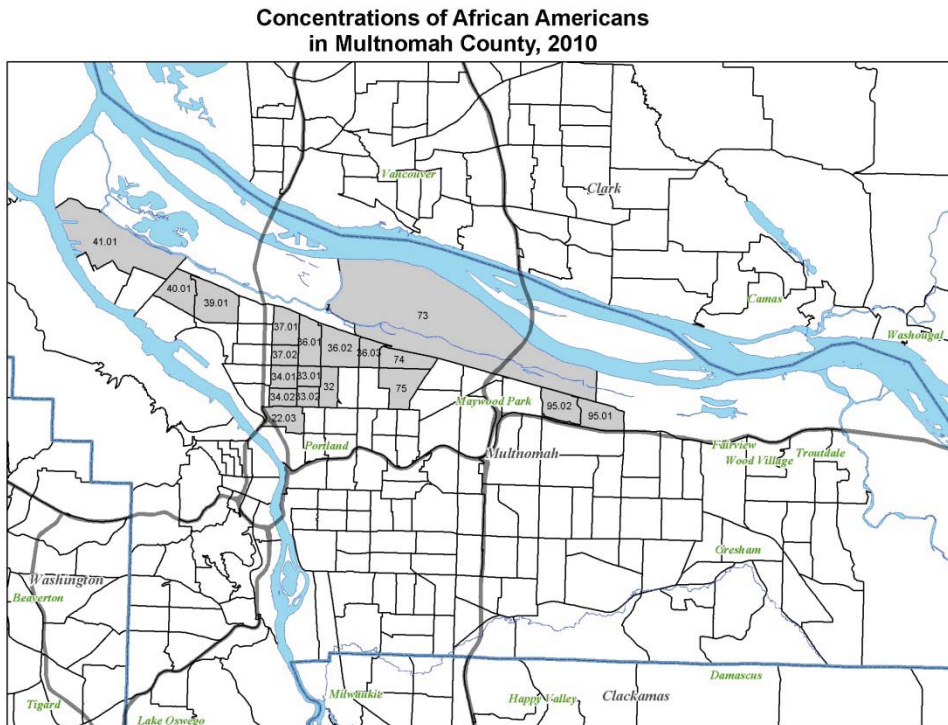 Concentrations of African Americans
in Multnomah County, 2010
Vancouver
Clark
41.01
40.01
39.01
73
Camas
Washougal
37.01
36.01
36.02
36.03
37.02
74
34.01
33.01
32
75
34.02
33.02
22.03
Maywood Park
95.02
95.01
Portland
Multnomah
Fairview
Wood Village
Troutdale
Gresham
Washington
Beaverton
Tigard
Lake Oswego
Milwaukie
Happy Valley
Clackamas
Damascus